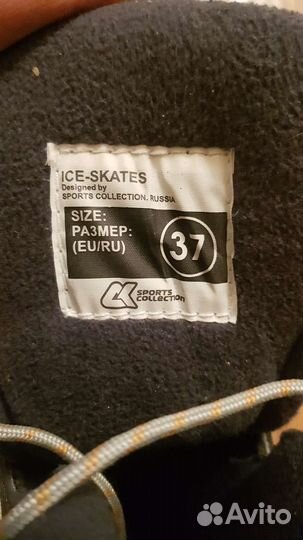 ICE-SKATES
Designed by
SPORTS COLLECTION. RUSSIA
SIZE:
РАЗМЕР:
(EU/RU)
37
SPORTS
COLLECTION
Avito